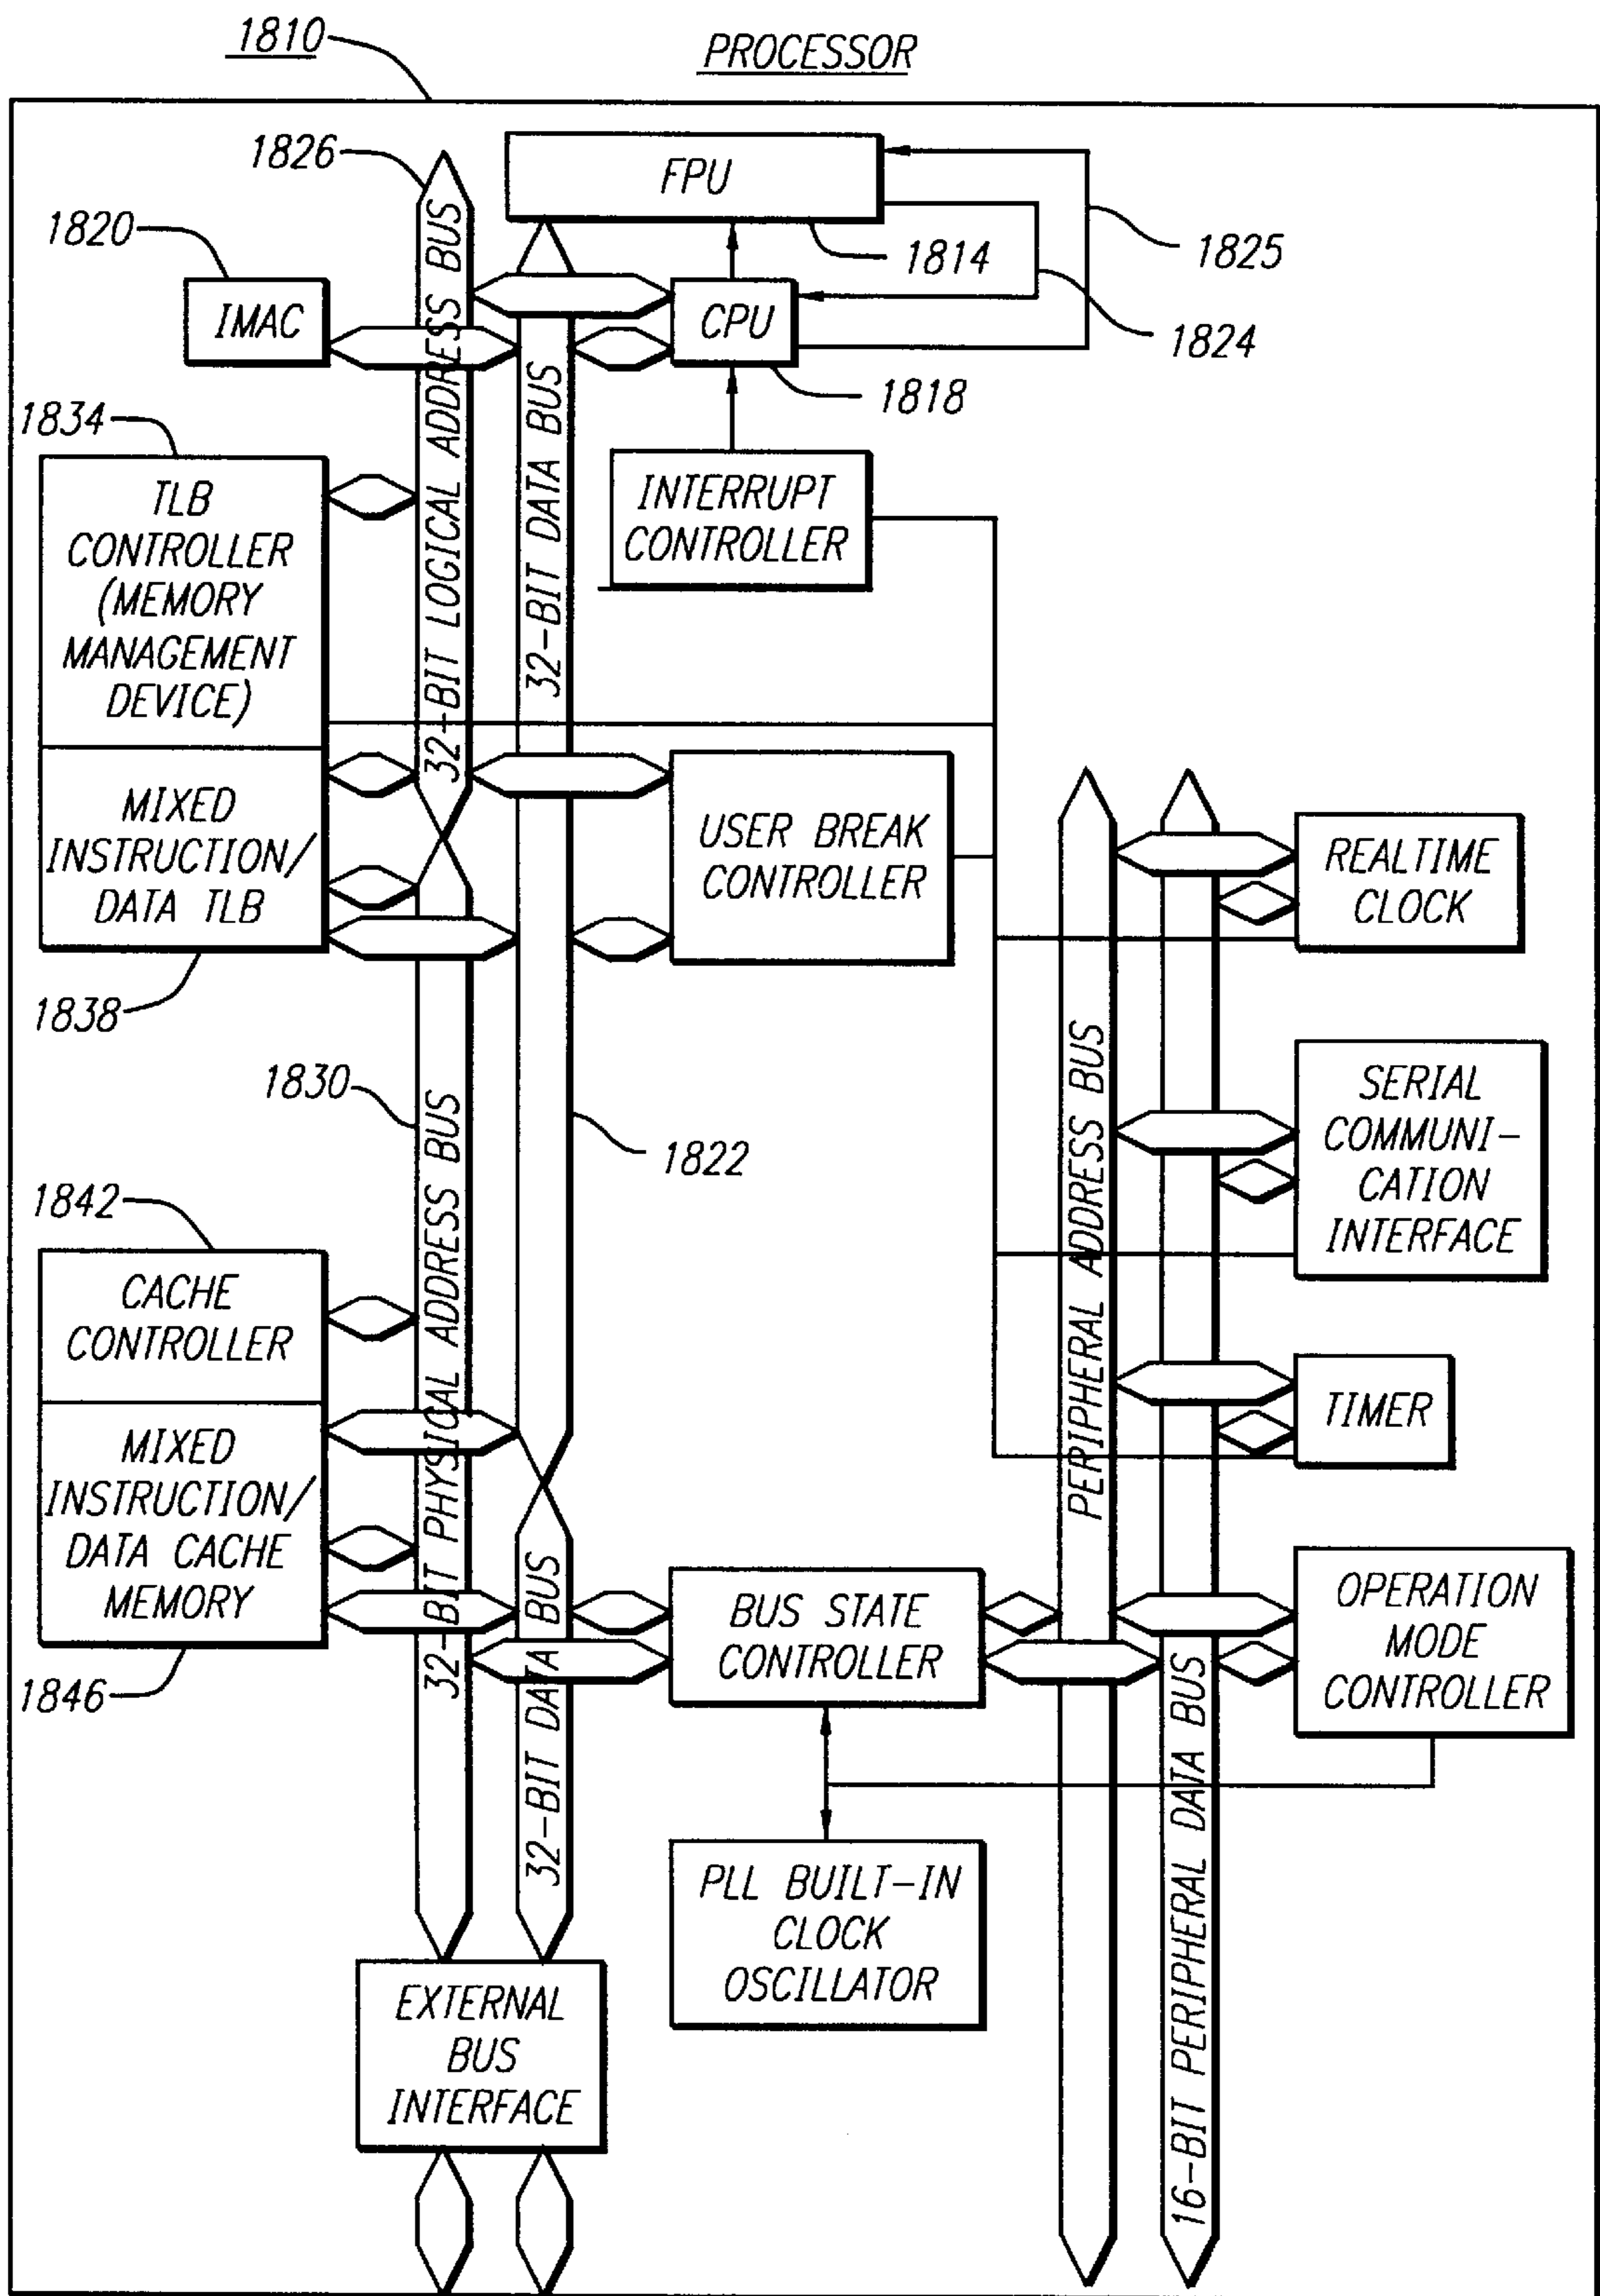 1810
PROCESSOR
1826
FPU
1820
1814
1825
IMAC
CPU
1824
1818
32-BIT LOGICAL ADDRESS BUS
32-BIT DATA BUS
1834
TLB
CONTROLLER
(MEMORY
MANAGEMENT
DEVICE)
INTERRUPT
CONTROLLER
MIXED
INSTRUCTION/
DATA TLB
USER BREAK
CONTROLLER
REALTIME
CLOCK
1838
1830
1822
32-BIT PHYSICAL ADDRESS BUS
PERIPHERAL ADDRESS BUS
SERIAL
COMMUNI-
CATION
INTERFACE
1842
CACHE
CONTROLLER
TIMER
MIXED
INSTRUCTION/
DATA CACHE
MEMORY
1846
32-BIT DATA BUS
BUS STATE
CONTROLLER
OPERATION
MODE
CONTROLLER
16-BIT PERIPHERAL DATA BUS
PLL BUILT-IN
CLOCK
OSCILLATOR
EXTERNAL
BUS
INTERFACE